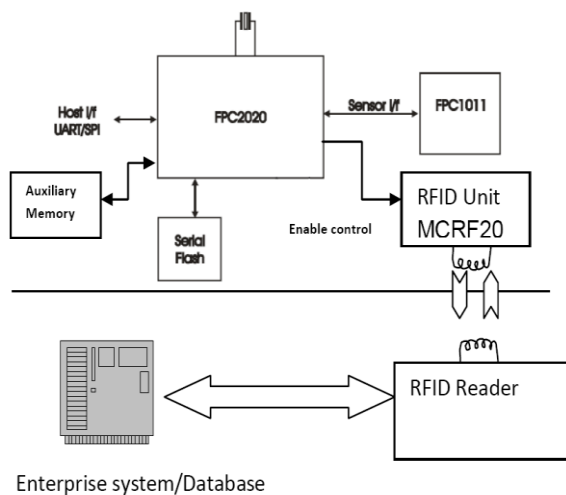 Host I/f
UART/SPI
FPC2020
Sensor I/f
FPC1011
Auxiliary
Memory
Serial
Flash
Enable control
RFID Unit
MCRF20
RFID Reader
Enterprise system/Database